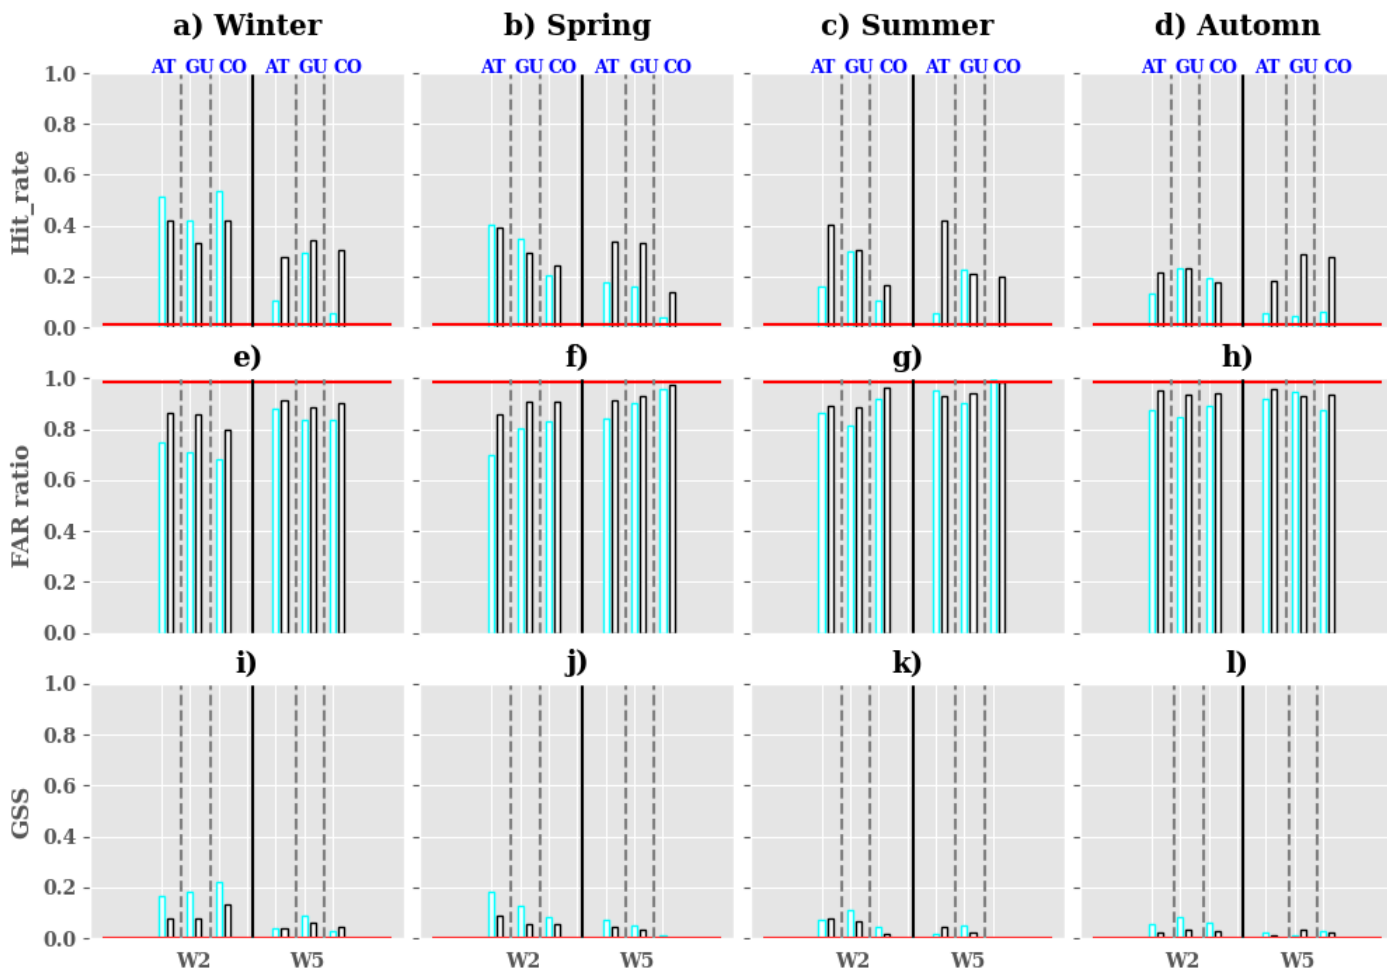 a) Winter b) Spring c) Summer d) Automn
AT GU CO AT GU CO AT GU CO AT GU CO AT GU CO AT GU CO AT GU CO AT GU CO
1.0
0.8
0.6
0.4
0.2
0.0
Hit_rate
e) f) g) h)
1.0
0.8
0.6
0.4
0.2
0.0
FAR ratio
i) j) k) l)
1.0
0.8
0.6
0.4
0.2
0.0
GSS
W2 W5 W2 W5 W2 W5 W2 W5